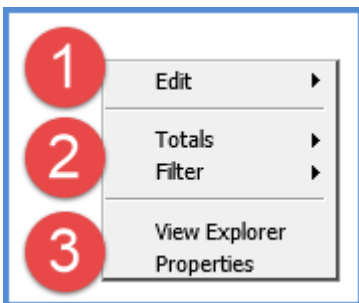 1
Edit
2
Totals
Filter
3
View Explorer
Properties